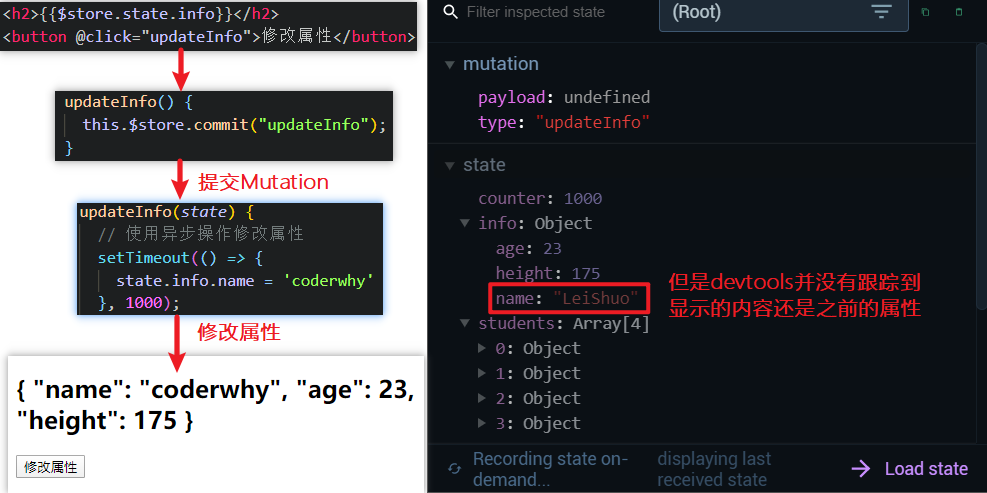 <h2>{{$store.state.info}}</h2>
<button @click="updateInfo">修改属性</button>
updateInfo() {
this.$store.commit("updateInfo");
}
提交Mutation
updateInfo(state) {
// 使用异步操作修改属性
setTimeout(() => {
state.info.name = 'coderwhy'
}, 1000);
修改属性
{ "name": "coderwhy", "age": 23,
"height": 175 }
修改属性
Filter inspected state
(Root)
mutation
payload: undefined
type: "updateInfo"
state
counter: 1000
info: Object
age: 23
height: 175
name: "LeiShuo"
students: Array[4]
0: Object
1: Object
2: Object
3: Object
但是devtools并没有跟踪到
显示的内容还是之前的属性
Recording state on-
demand...
displaying last
received state
Load state